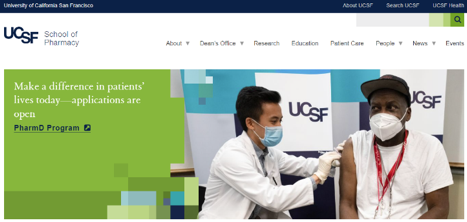 University of California San Francisco
About UCSF Search UCSF UCSF Health
UCSF School of
Pharmacy
About Dean's Office Research Education Patient Care People News Events
Make a difference in patients'
lives today—applications are
open
PharmD Program
UCSF
UCSF